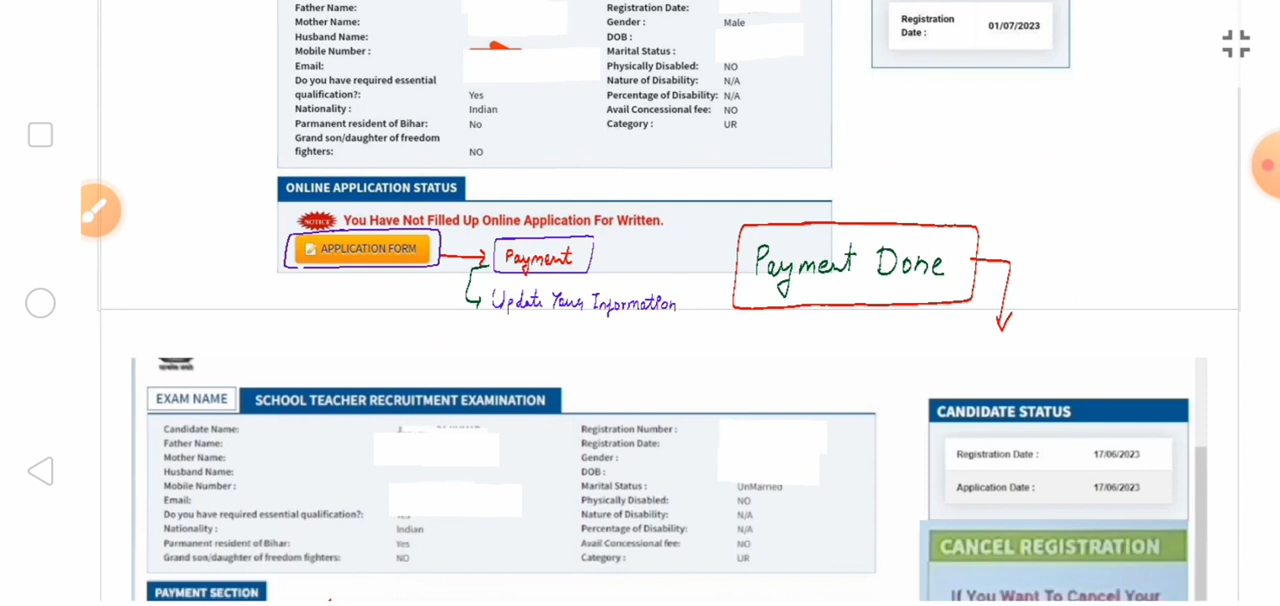 Father Name:
Registration Date:
Mother Name:
Gender : Male
Registration Date : 01/07/2023
Husband Name:
DOB :
Mobile Number :
Marital Status :
Email:
Physically Disabled: NO
Do you have required essential qualification?: Yes
Nature of Disability: N/A
Percentage of Disability: N/A
Nationality : Indian
Avail Concessional fee: NO
Parmanent resident of Bihar: No
Category : UR
Grand son/daughter of freedom fighters: NO
ONLINE APPLICATION STATUS
NOTICE You Have Not Filled Up Online Application For Written.
APPLICATION FORM
Payment
Update Your Information
Payment Done
EXAM NAME SCHOOL TEACHER RECRUITMENT EXAMINATION
Candidate Name:
Registration Number :
Father Name:
Registration Date:
Mother Name:
Gender :
Husband Name:
DOB :
Mobile Number :
Marital Status : UnMarried
Email:
Physically Disabled: NO
Do you have required essential qualification?: Yes
Nature of Disability: N/A
Nationality : Indian
Percentage of Disability: N/A
Parmanent resident of Bihar: Yes
Avail Concessional fee: NO
Grand son/daughter of freedom fighters: NO
Category : UR
PAYMENT SECTION
CANDIDATE STATUS
Registration Date : 17/06/2023
Application Date : 17/06/2023
CANCEL REGISTRATION
If You Want To Cancel Your